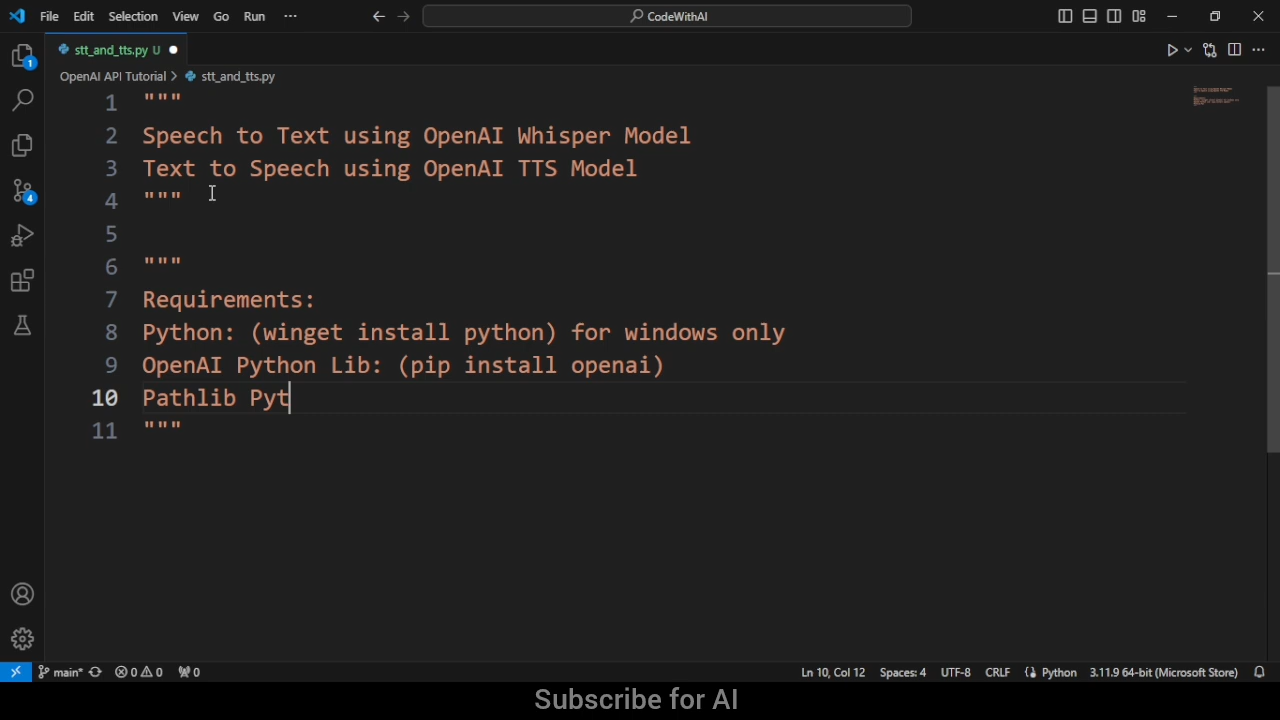 File Edit Selection View Go Run ··· CodeWithAI
stt_and_tts.py U
OpenAI API Tutorial > stt_and_tts.py
1 """
2 Speech to Text using OpenAI Whisper Model
3 Text to Speech using OpenAI TTS Model
4 """
5
6 """
7 Requirements:
8 Python: (winget install python) for windows only
9 OpenAI Python Lib: (pip install openai)
10 Pathlib Pyt
11 """
1
4
main* 0 0 0 Ln 10, Col 12 Spaces: 4 UTF-8 CRLF Python 3.11.9 64-bit (Microsoft Store)
Subscribe for AI